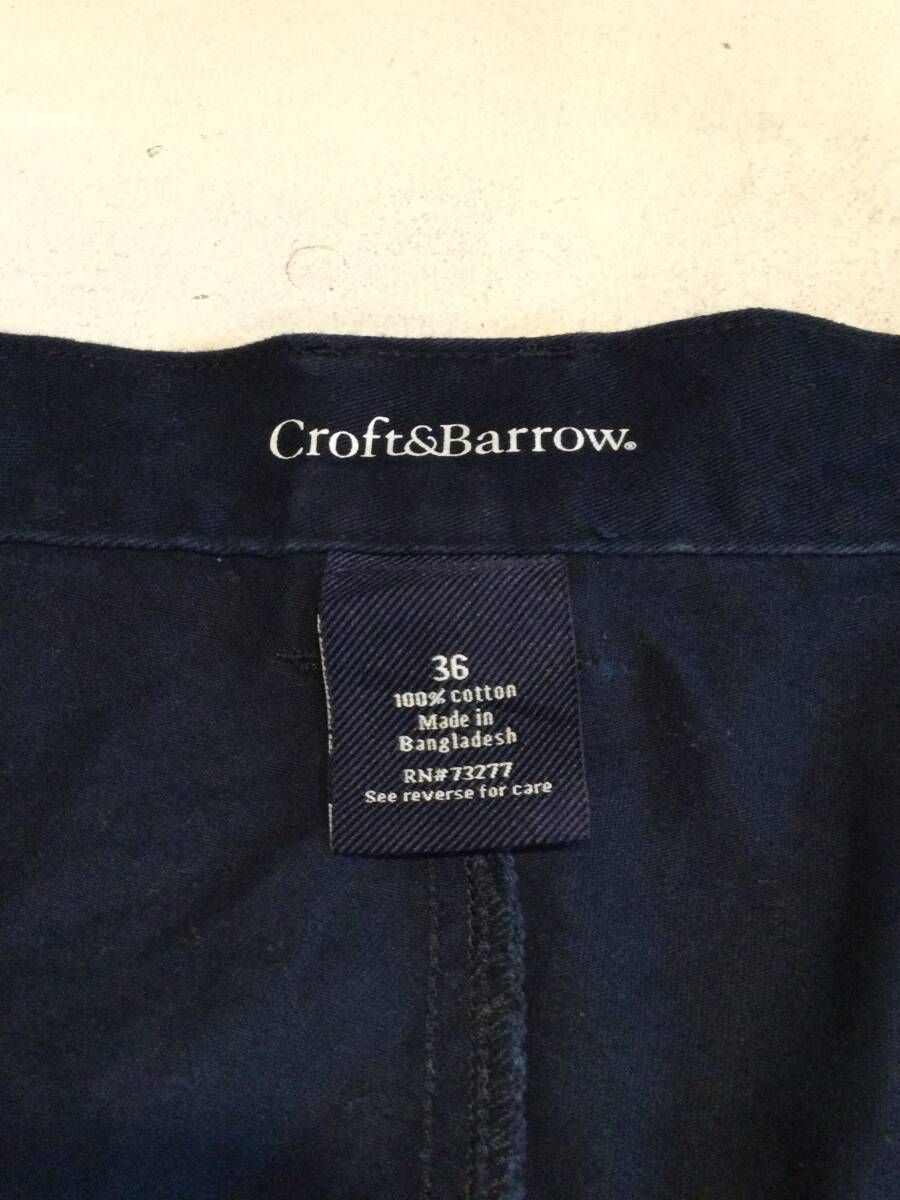 Croft&Barrow®
36
100% cotton
Made in
Bangladesh
RN#73277
See reverse for care